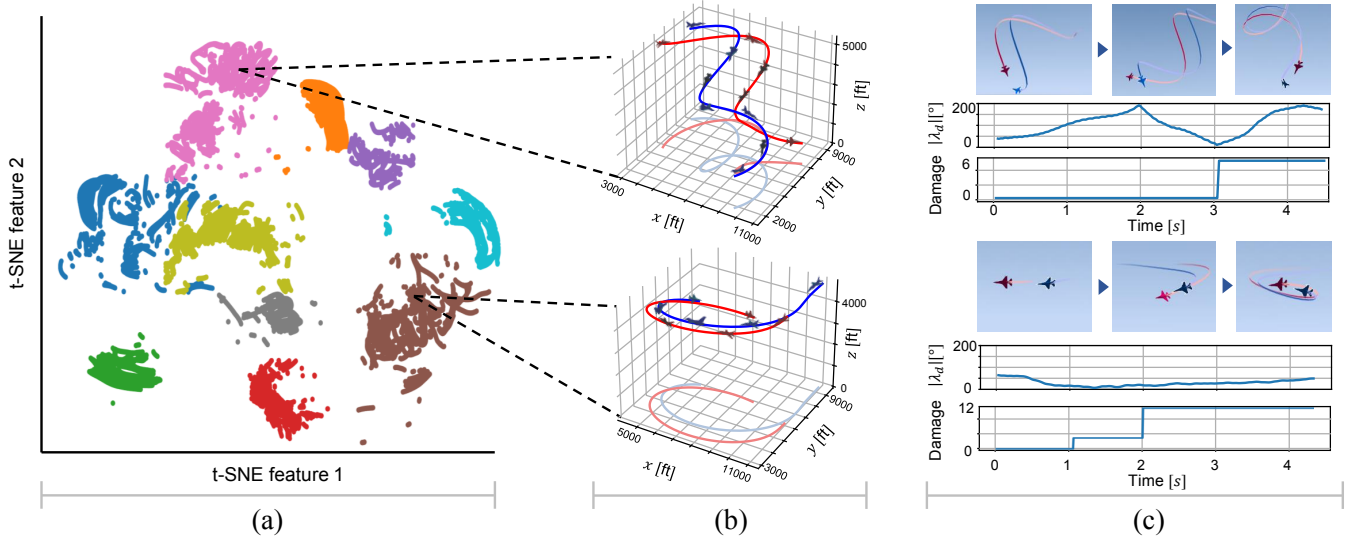 t-SNE feature 2
t-SNE feature 1
(a)
5000
z [ft]
0
9000
y [ft]
2000
3000
x [ft]
11000
4000
z [ft]
0
9000
y [ft]
3000
5000
x [ft]
11000
(b)
200
|λd|[°]
0
6
Damage
0
0 1 2 3 4
Time [s]
200
|λd|[°]
0
12
Damage
0
0 1 2 3 4
Time [s]
(c)